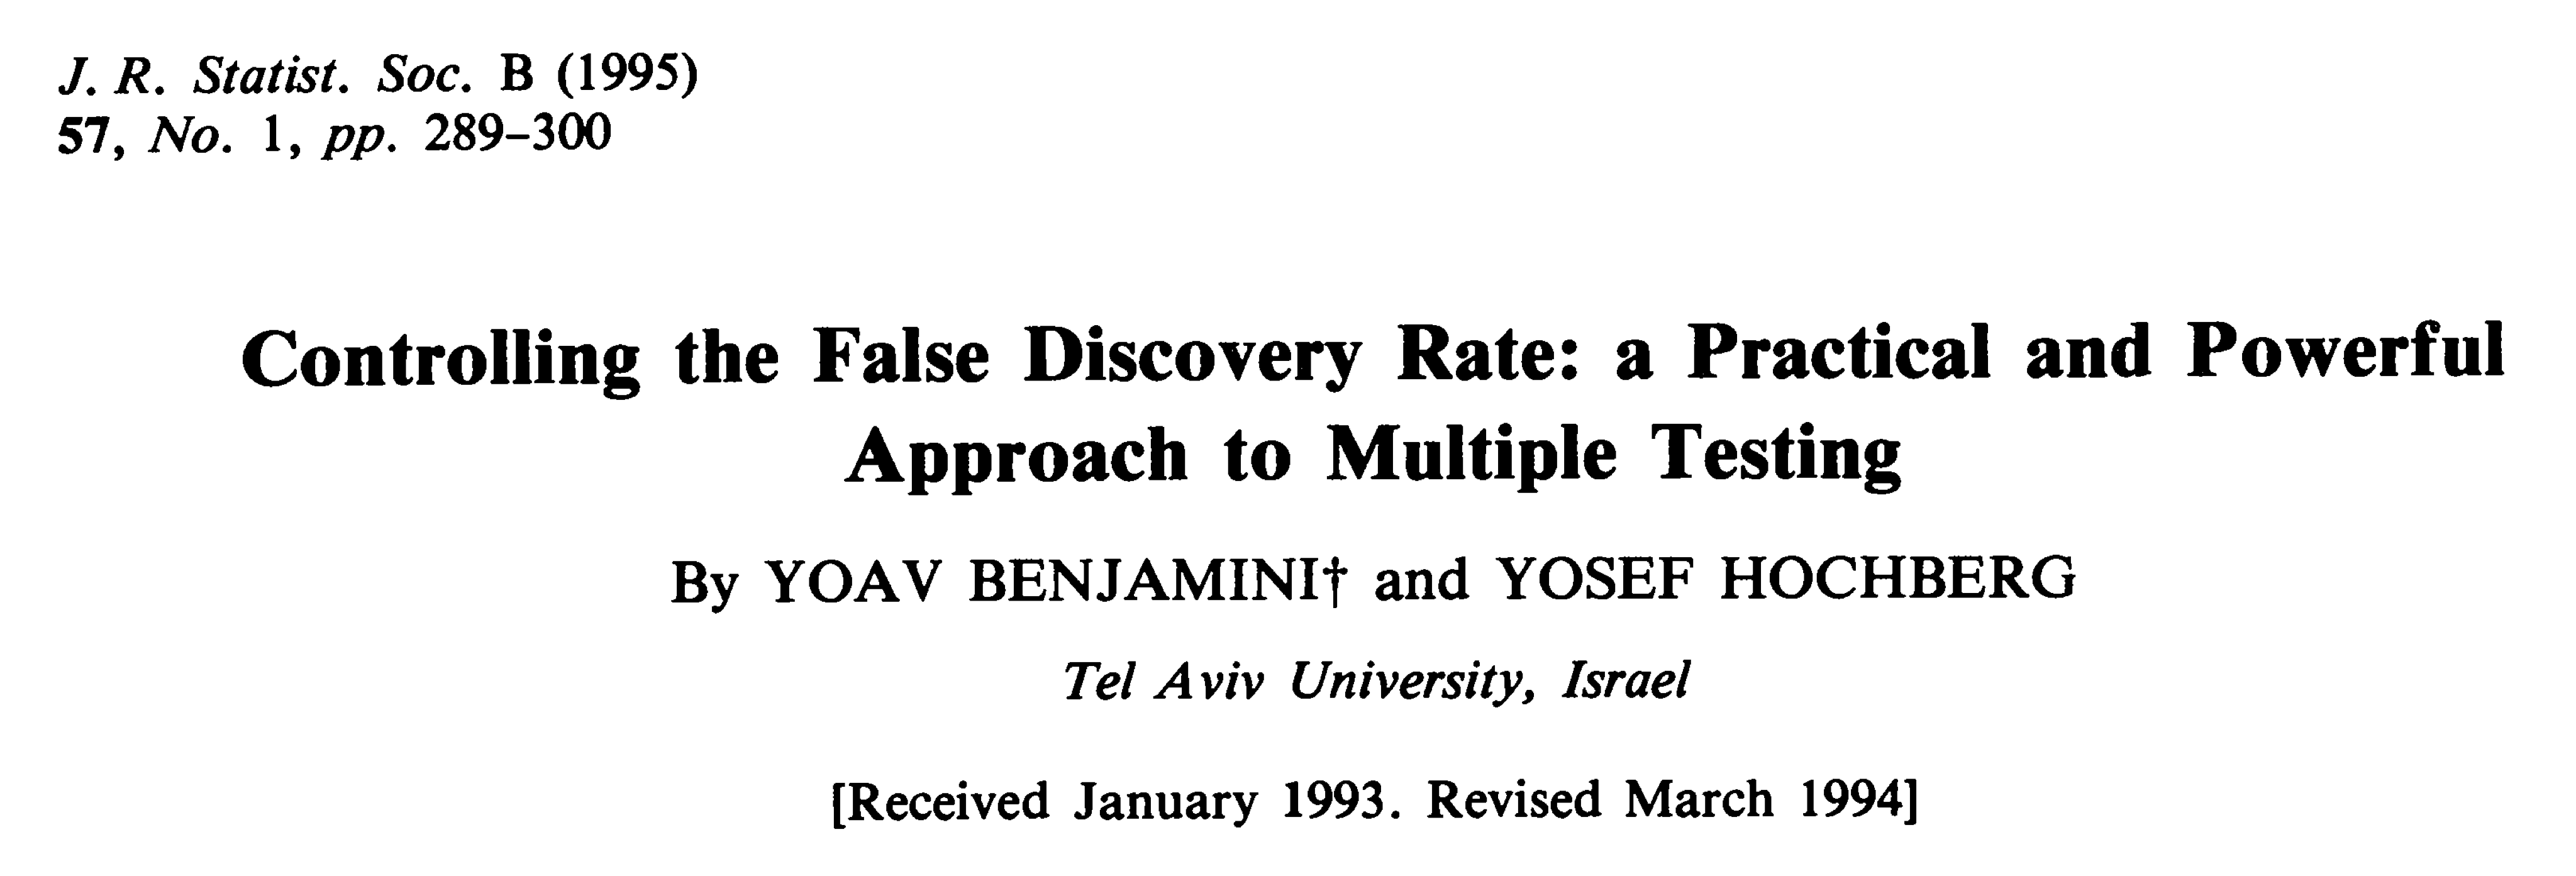 J. R. Statist. Soc. B (1995)
57, No. 1, pp. 289–300
Controlling the False Discovery Rate: a Practical and Powerful
Approach to Multiple Testing
By YOAV BENJAMINI† and YOSEF HOCHBERG
Tel Aviv University, Israel
[Received January 1993. Revised March 1994]